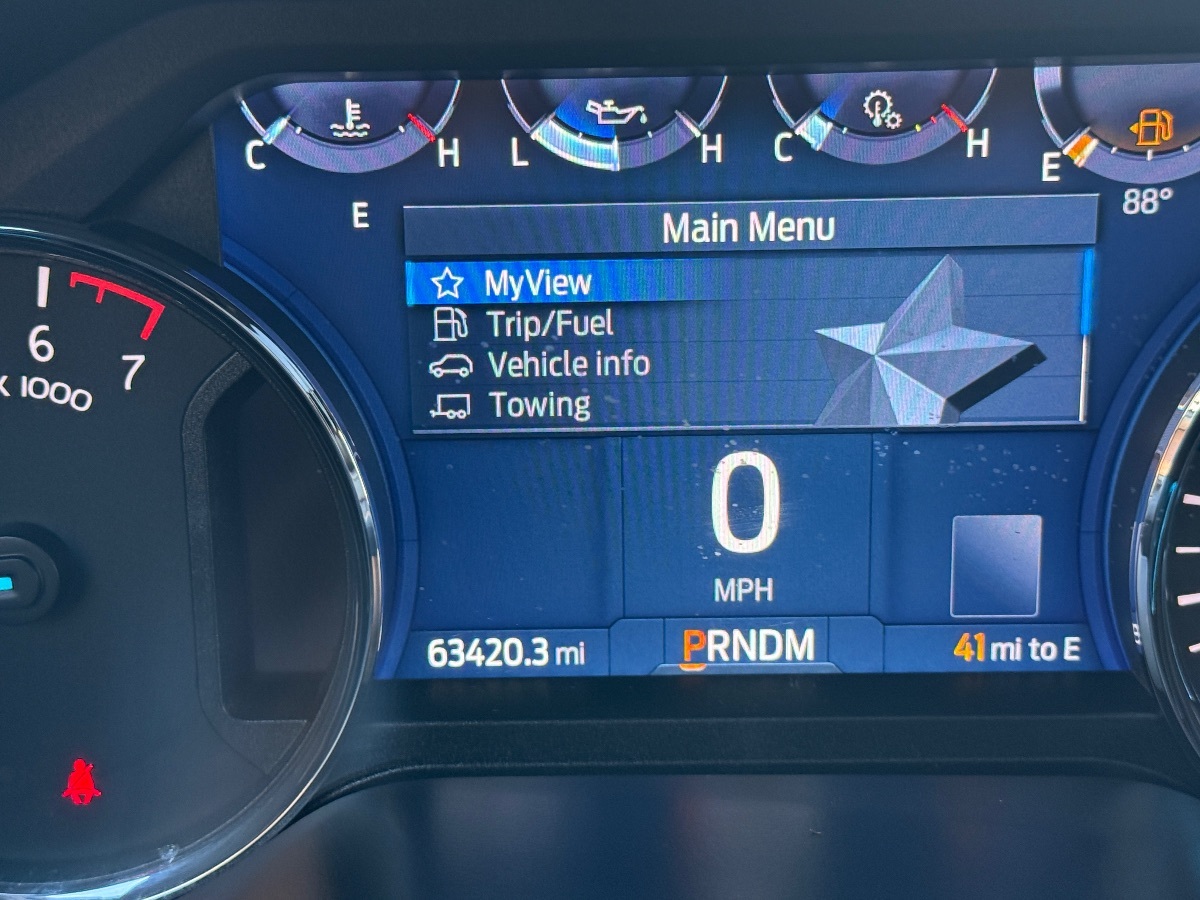 C H L H C H E
E
88°
Main Menu
MyView
Trip/Fuel
Vehicle info
Towing
6
7
x 1000
0
MPH
63420.3 mi
PRNDM
41 mi to E